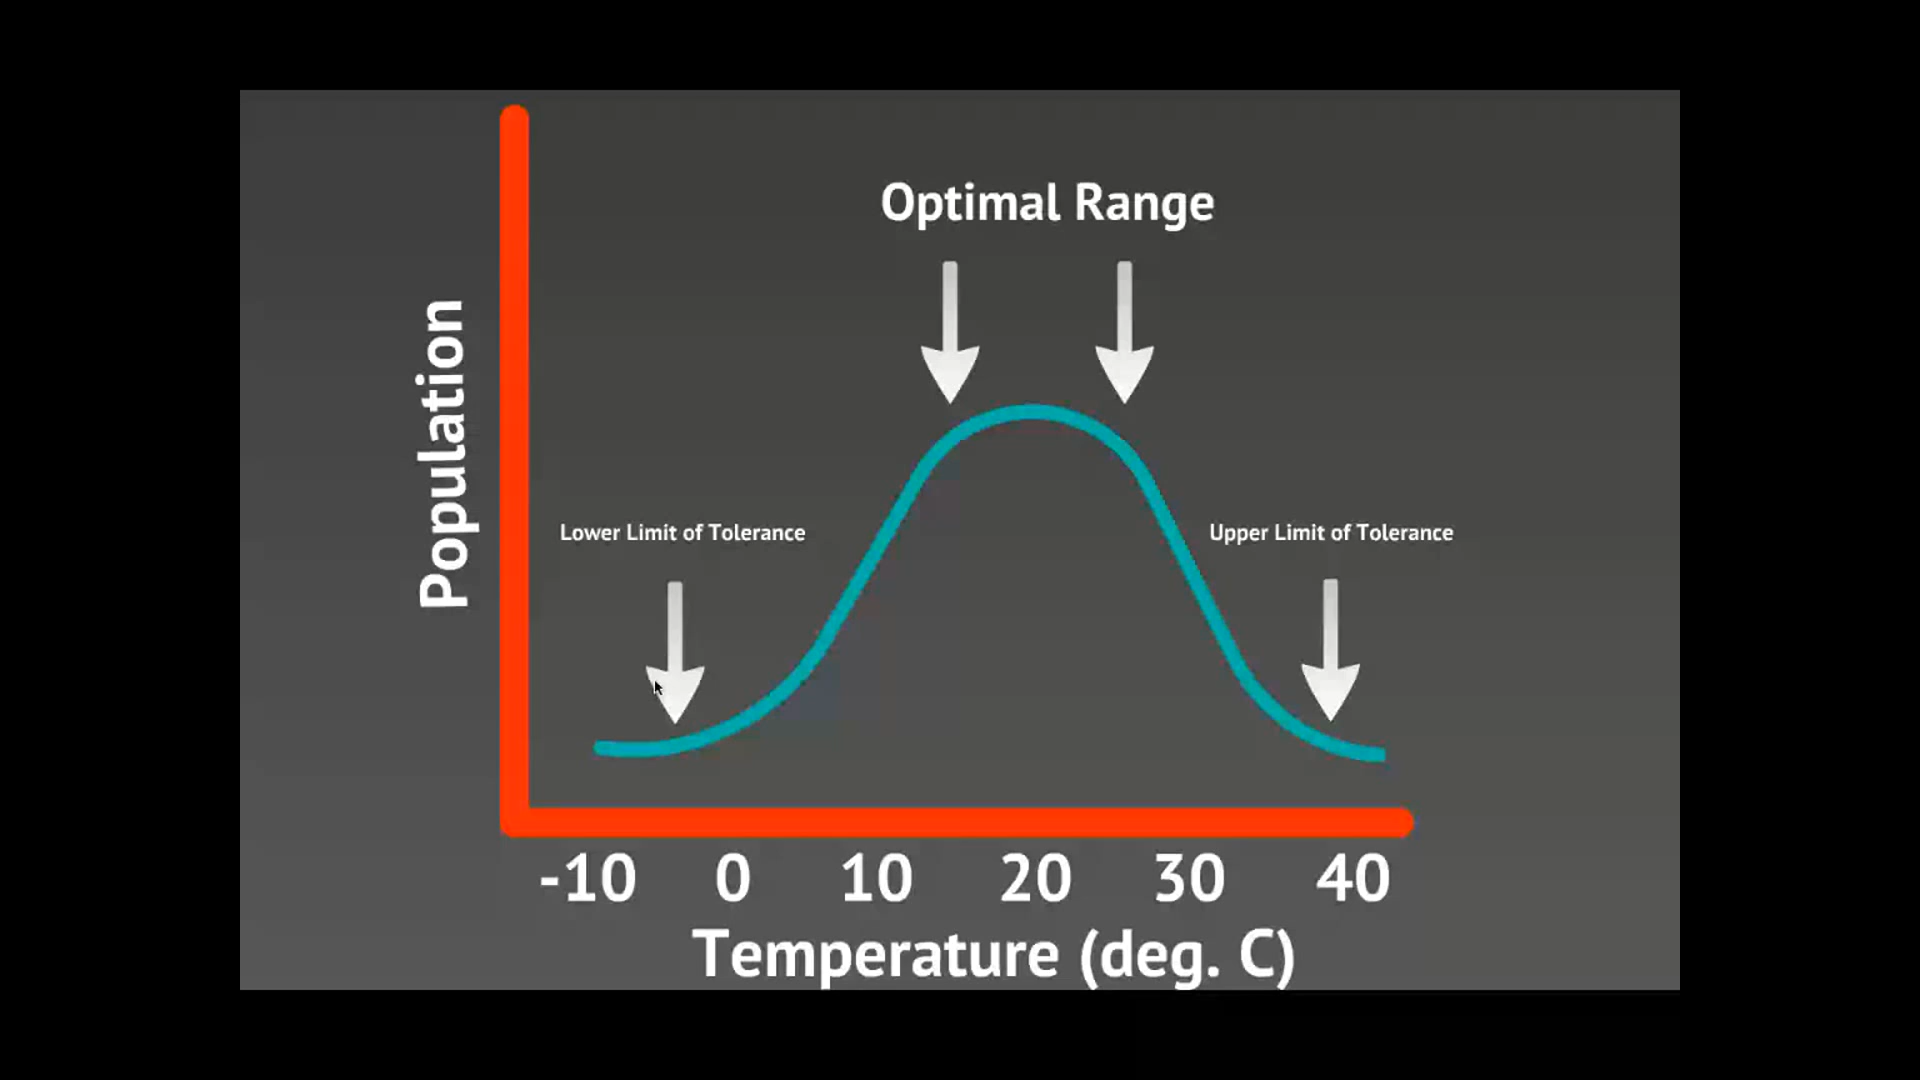 Optimal Range
Population
Lower Limit of Tolerance
Upper Limit of Tolerance
-10 0 10 20 30 40
Temperature (deg. C)